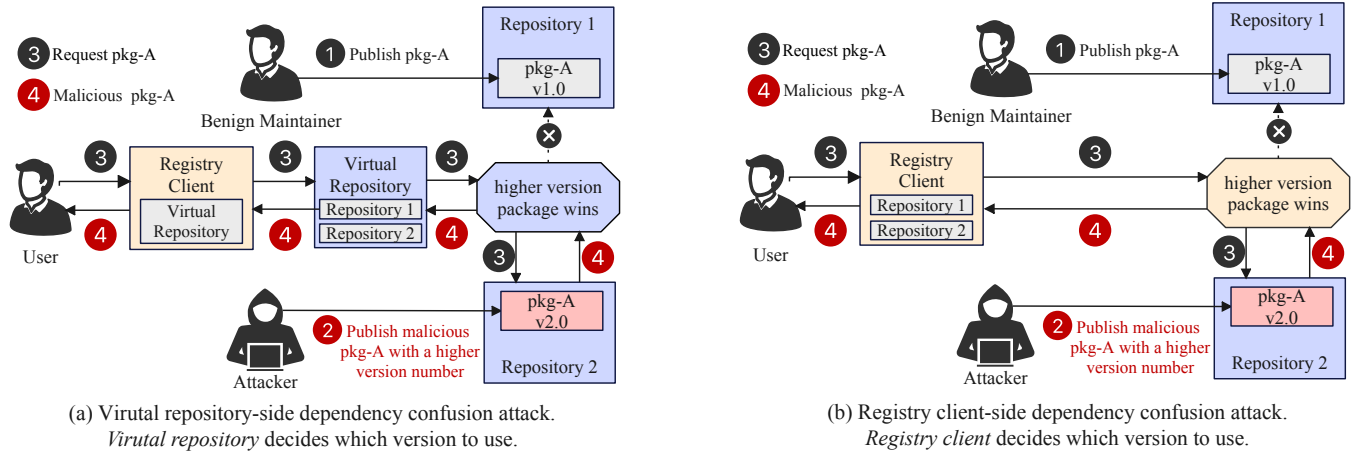 Repository 1
3 Request pkg-A
1 Publish pkg-A
pkg-A
v1.0
4 Malicious pkg-A
Benign Maintainer
3
Registry
Client
3
Virtual
Repository
3
higher version
package wins
Virtual
Repository
Repository 1
Repository 2
4
4
4
User
3
4
pkg-A
v2.0
2 Publish malicious
pkg-A with a higher
version number
Repository 2
Attacker
(a) Virutal repository-side dependency confusion attack.
Virutal repository decides which version to use.
Repository 1
3 Request pkg-A
1 Publish pkg-A
pkg-A
v1.0
4 Malicious pkg-A
Benign Maintainer
3
Registry
Client
3
higher version
package wins
Repository 1
Repository 2
4
4
User
3
4
pkg-A
v2.0
2 Publish malicious
pkg-A with a higher
version number
Repository 2
Attacker
(b) Registry client-side dependency confusion attack.
Registry client decides which version to use.